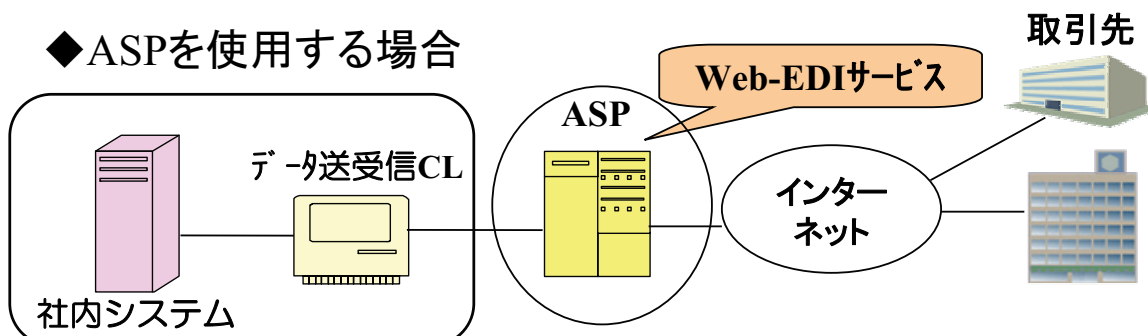 ◆ASPを使用する場合
取引先
Web-EDIサービス
ASP
データ送受信CL
インター
ネット
社内システム